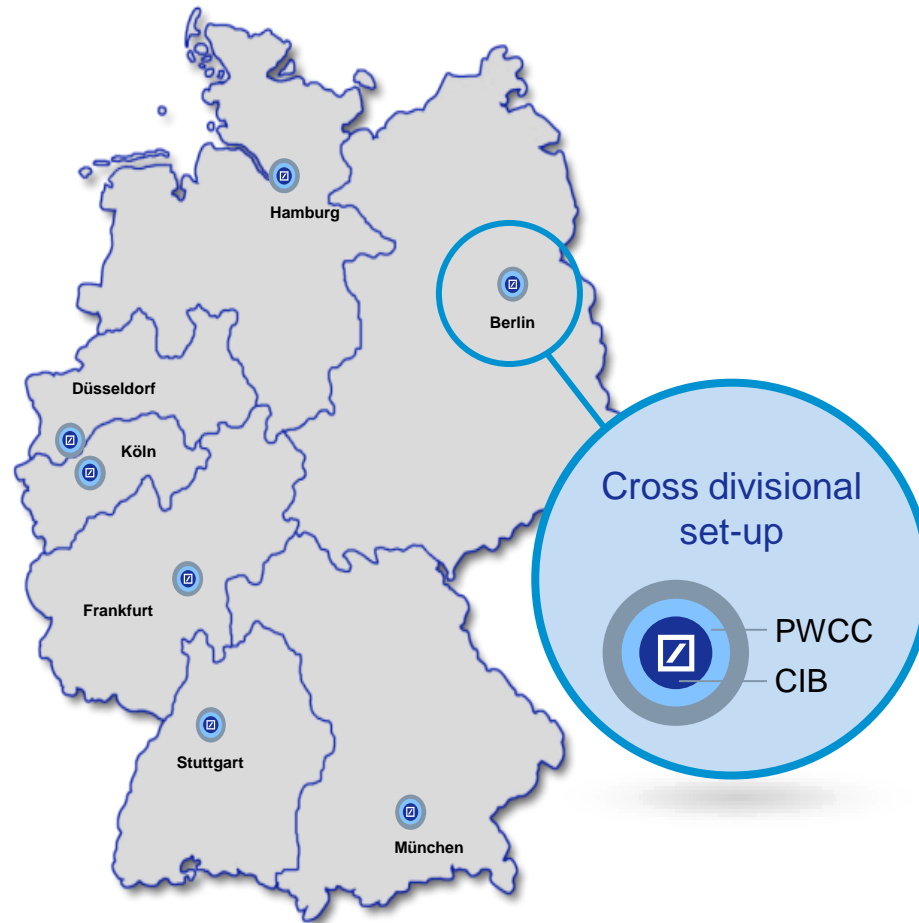 Hamburg
Berlin
Düsseldorf
Köln
Cross divisional
set-up
Frankfurt
PWCC
CIB
Stuttgart
München